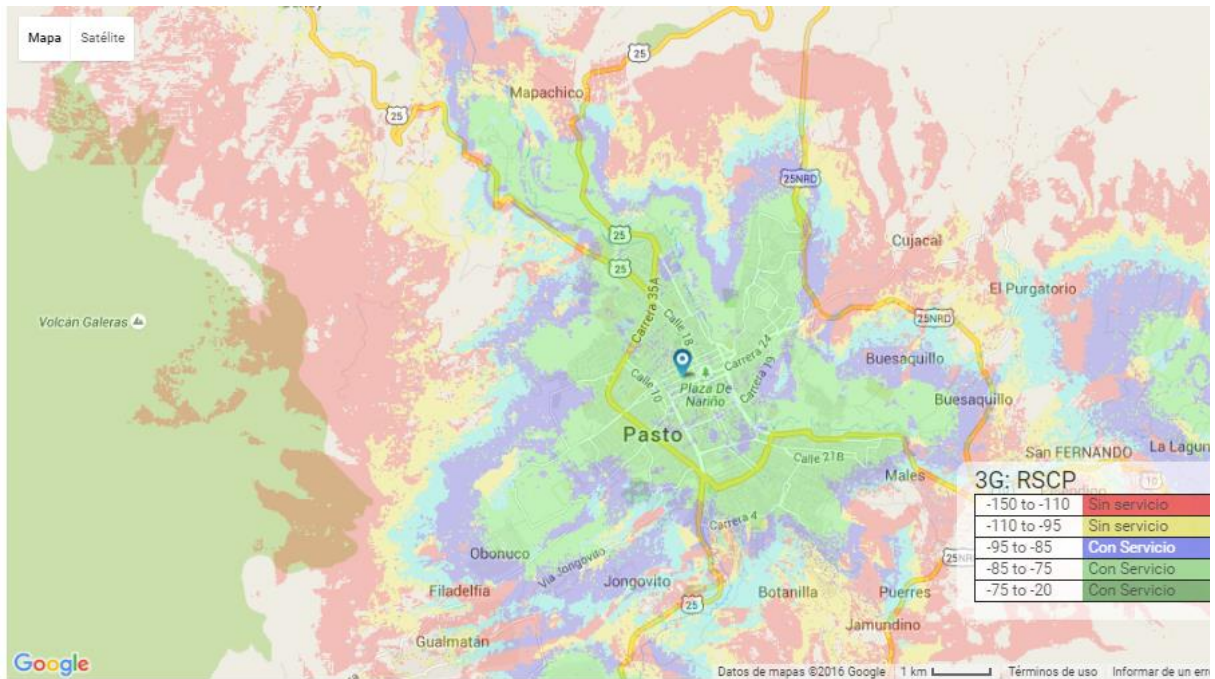 Mapa Satélite
25
Mapachico
25
25NRD
25
25
Cujacal
El Purgatorio
Volcán Galeras
Carrera 35A
Calle 18
25NRD
Carrera 24
Buesaquillo
Calle 10
Plaza De
Nariño
Carrera 19
Buesaquillo
Pasto
Calle 21B
San FERNANDO
La Lagun
Males
10
Carrera 4
Obonuco
Via Jongovito
Jongovito
Filadelfia
Botanilla
Puerres
25
Jamundino
Gualmatán
3G: RSCP
-150 to -110 Sin servicio
-110 to -95 Sin servicio
-95 to -85 Con Servicio
-85 to -75 Con Servicio
-75 to -20 Con Servicio
Google
Datos de mapas ©2016 Google 1 km Términos de uso Informar de un erro